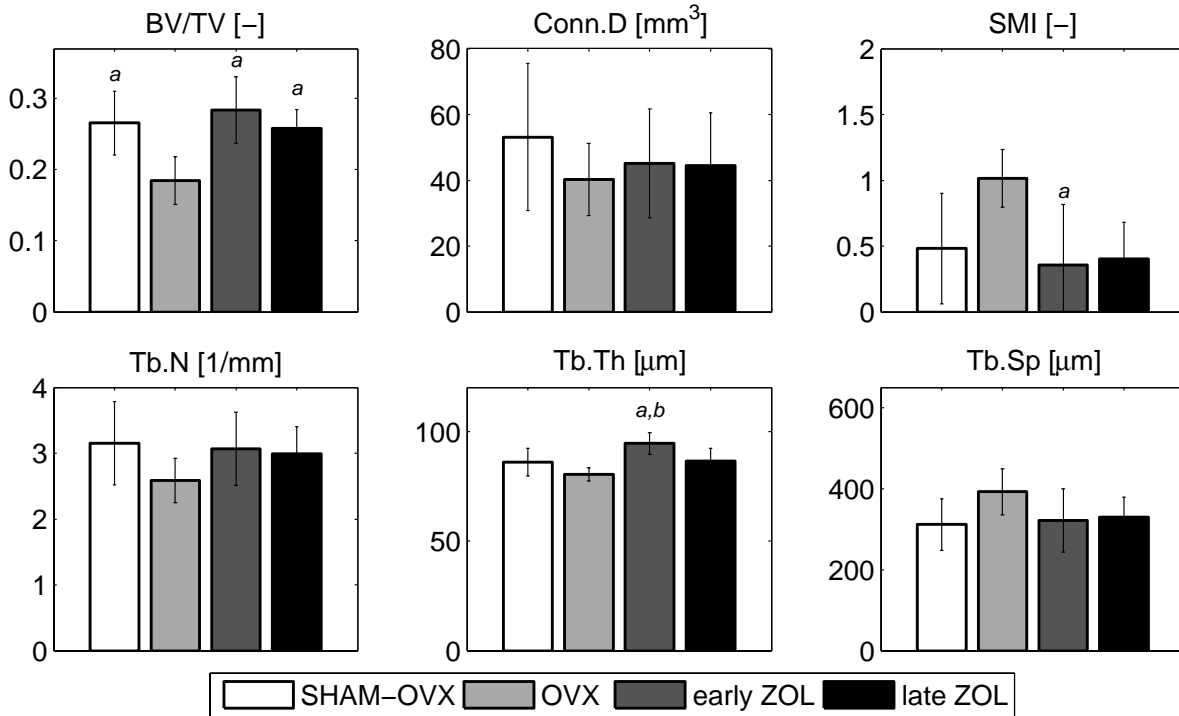 BV/TV [–]
0.3
0.2
0.1
0
a
a
a
Conn.D [mm³]
80
60
40
20
0
SMI [–]
2
1.5
1
0.5
0
a
Tb.N [1/mm]
4
3
2
1
0
Tb.Th [μm]
100
50
0
a,b
Tb.Sp [μm]
600
400
200
0
SHAM–OVX OVX early ZOL late ZOL